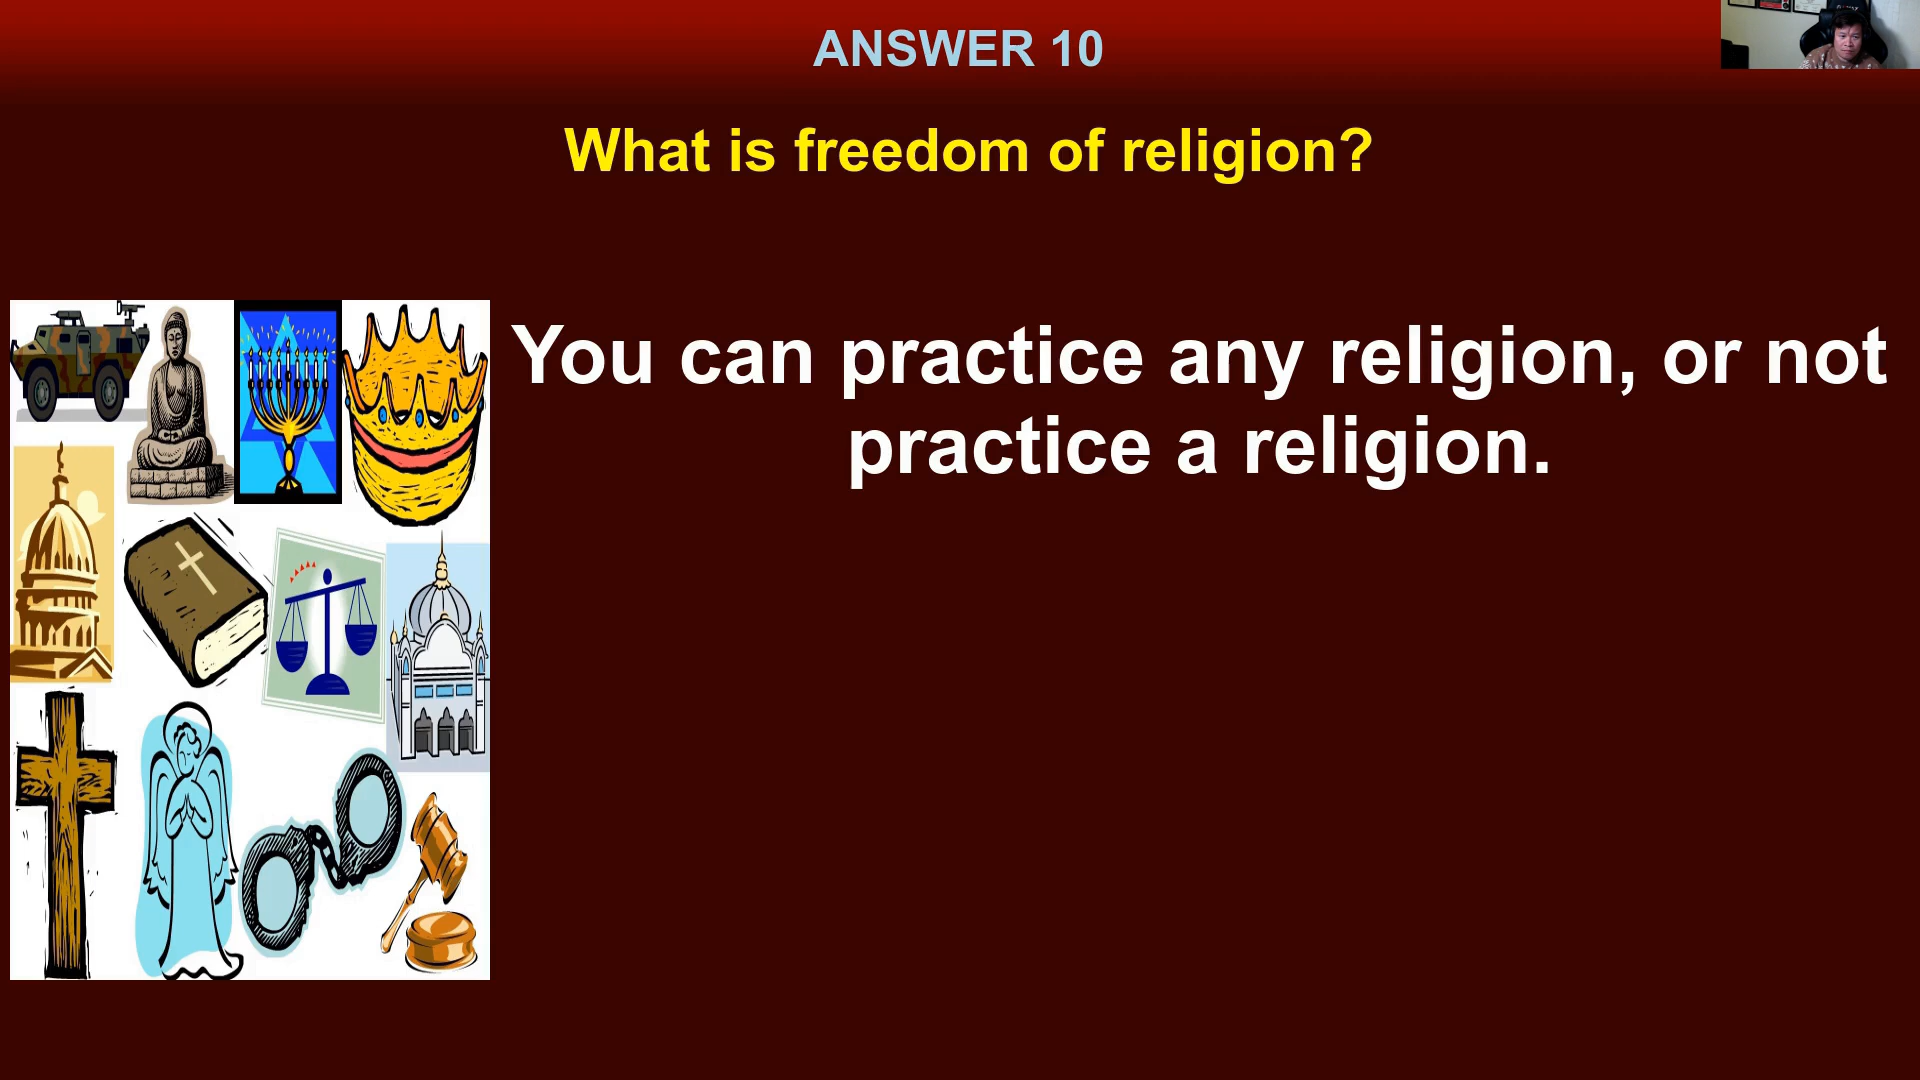 ANSWER 10
What is freedom of religion?
You can practice any religion, or not
practice a religion.